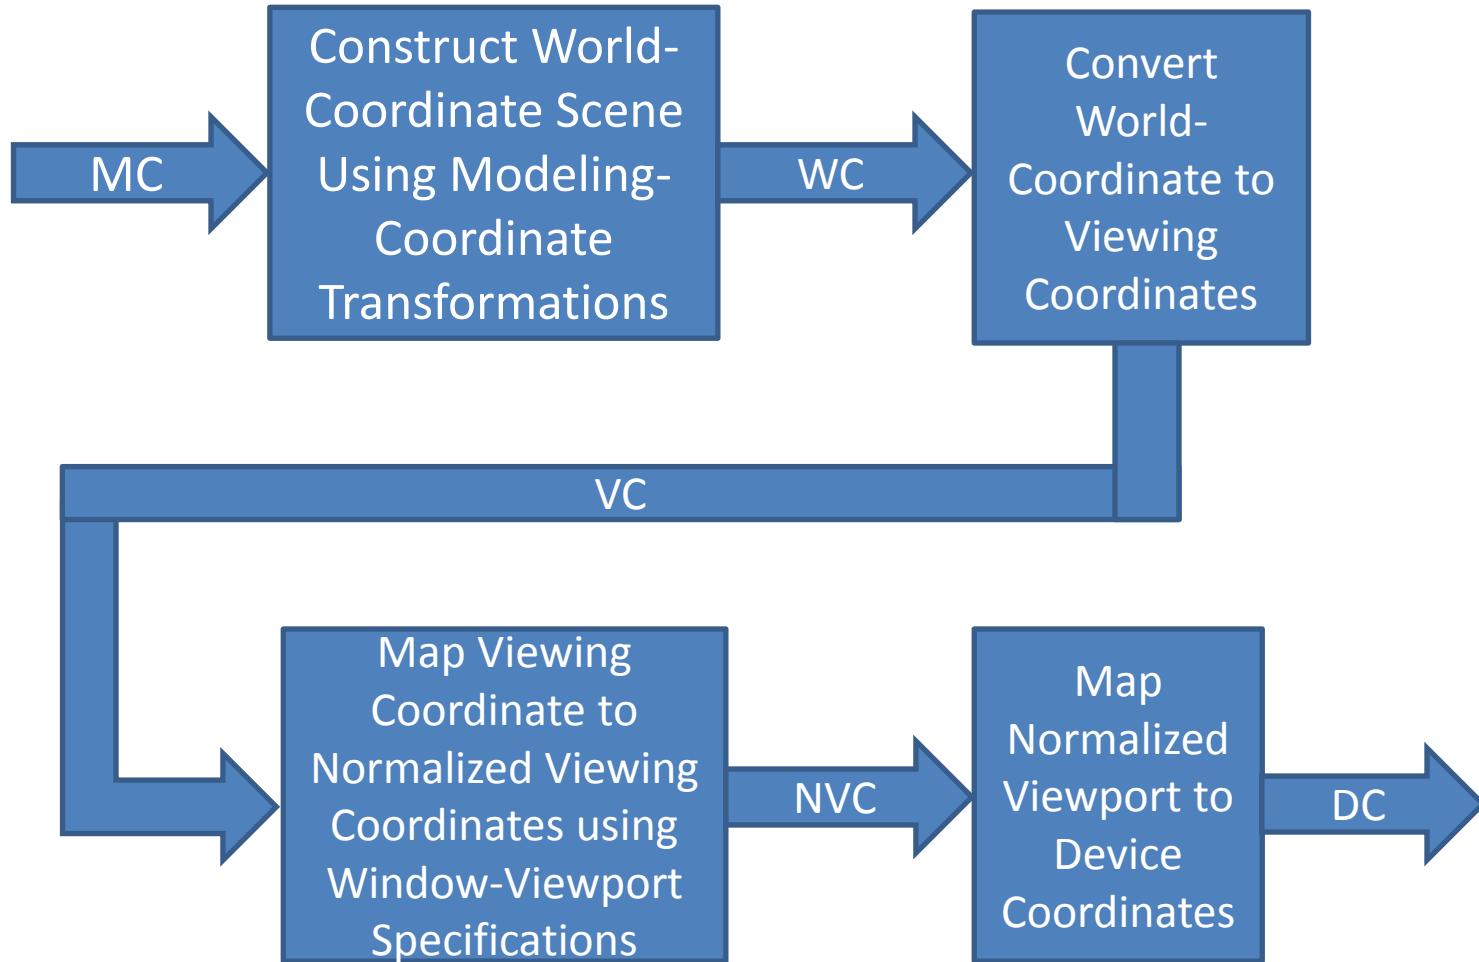 MC
Construct World-
Coordinate Scene
Using Modeling-
Coordinate
Transformations
WC
Convert
World-
Coordinate to
Viewing
Coordinates
VC
Map Viewing
Coordinate to
Normalized Viewing
Coordinates using
Window-Viewport
Specifications
NVC
Map
Normalized
Viewport to
Device
Coordinates
DC